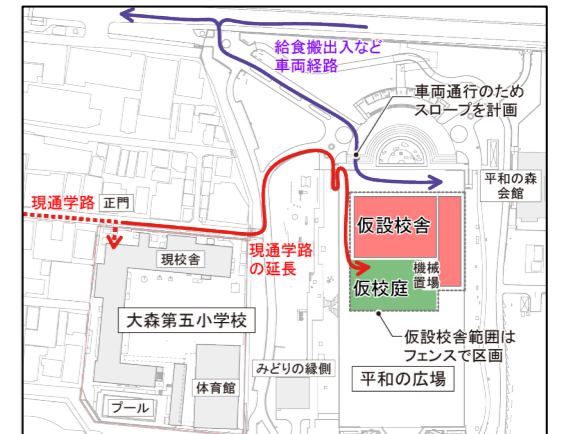 給食搬出入など
車両経路
車両通行のため
スロープを計画
平和の森
会館
現通学路
正門
仮設校舎
現校舎
現通学路
の延長
機械
置場
仮校庭
大森第五小学校
仮設校舎範囲は
フェンスで区画
みどりの縁側
平和の広場
体育館
プール